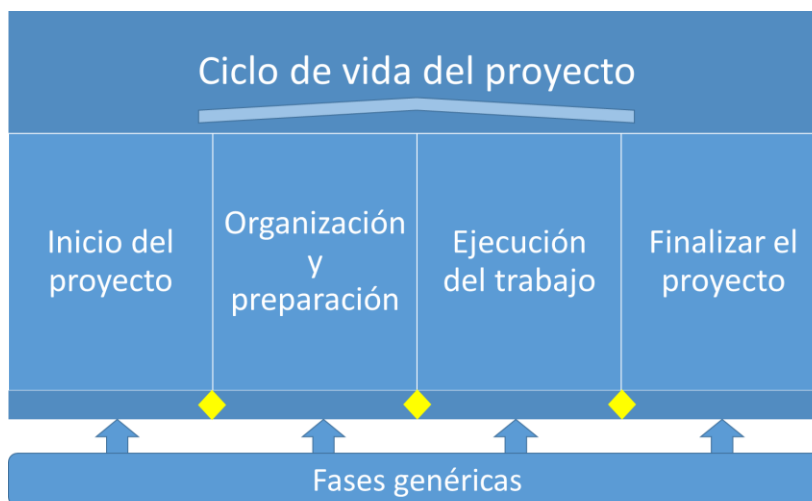 Ciclo de vida del proyecto
Inicio del
proyecto
Organización
y
preparación
Ejecución
del trabajo
Finalizar el
proyecto
Fases genéricas